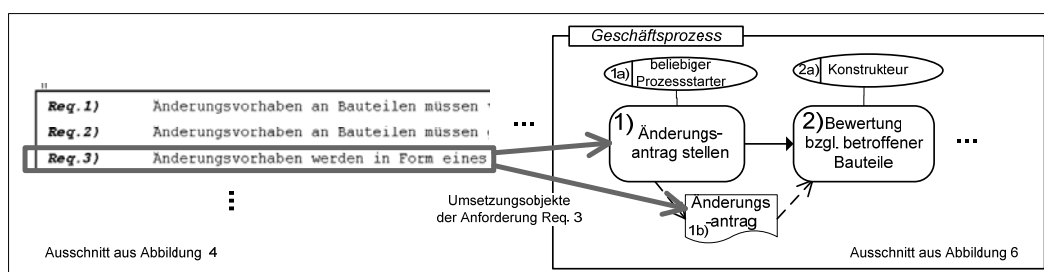 Geschäftsprozess
"
Req.1) Änderungsvorhaben an Bauteilen müssen
Req.2) Änderungsvorhaben an Bauteilen müssen
Req.3) Änderungsvorhaben werden in Form eines
...
Umsetzungsobjekte
der Anforderung Req. 3
Ausschnitt aus Abbildung 4
1a) beliebiger
Prozessstarter
1) Änderungs-
antrag stellen
Änderungs
-antrag
1b)
2a) Konstrukteur
2) Bewertung
bzgl. betroffener
Bauteile
...
Ausschnitt aus Abbildung 6